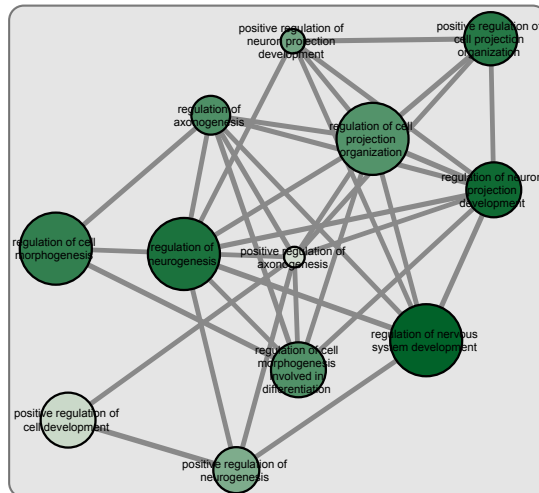 positive regulation of
neuron projection
development
positive regulation of
cell projection
organization
regulation of
axonogenesis
regulation of cell
projection
organization
regulation of neuron
projection
development
regulation of cell
morphogenesis
regulation of
neurogenesis
positive regulation of
axonogenesis
regulation of nervous
system development
regulation of cell
morphogenesis
involved in
differentiation
positive regulation of
cell development
positive regulation of
neurogenesis